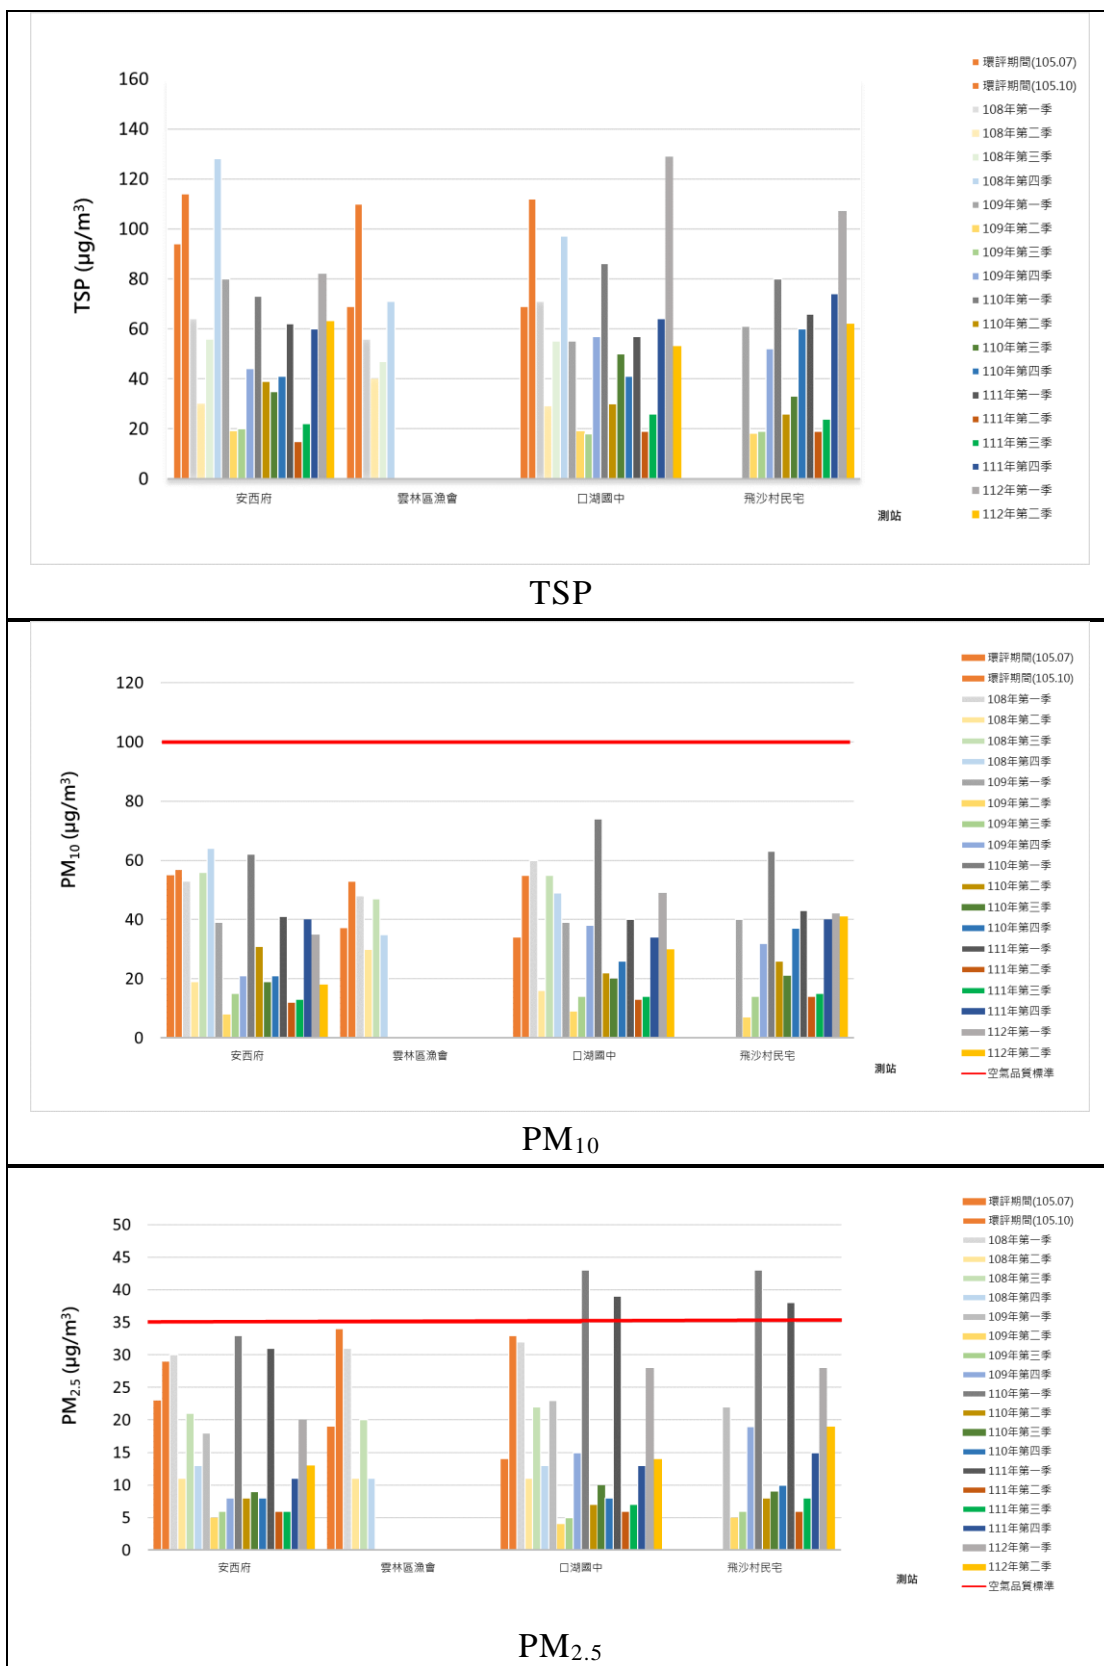 160
140
120
100
80
60
40
20
0
TSP (μg/m³)
安西府
雲林區漁會
口湖國中
飛沙村民宅
測站
環評期間(105.07)
環評期間(105.10)
108年第一季
108年第二季
108年第三季
108年第四季
109年第一季
109年第二季
109年第三季
109年第四季
110年第一季
110年第二季
110年第三季
110年第四季
111年第一季
111年第二季
111年第三季
111年第四季
112年第一季
112年第二季
TSP
120
100
80
60
40
20
0
PM₁₀ (μg/m³)
安西府
雲林區漁會
口湖國中
飛沙村民宅
測站
環評期間(105.07)
環評期間(105.10)
108年第一季
108年第二季
108年第三季
108年第四季
109年第一季
109年第二季
109年第三季
109年第四季
110年第一季
110年第二季
110年第三季
110年第四季
111年第一季
111年第二季
111年第三季
111年第四季
112年第一季
112年第二季
空氣品質標準
PM₁₀
50
45
40
35
30
25
20
15
10
5
0
PM₂.₅ (μg/m³)
安西府
雲林區漁會
口湖國中
飛沙村民宅
測站
環評期間(105.07)
環評期間(105.10)
108年第一季
108年第二季
108年第三季
108年第四季
109年第一季
109年第二季
109年第三季
109年第四季
110年第一季
110年第二季
110年第三季
110年第四季
111年第一季
111年第二季
111年第三季
111年第四季
112年第一季
112年第二季
空氣品質標準
PM₂.₅